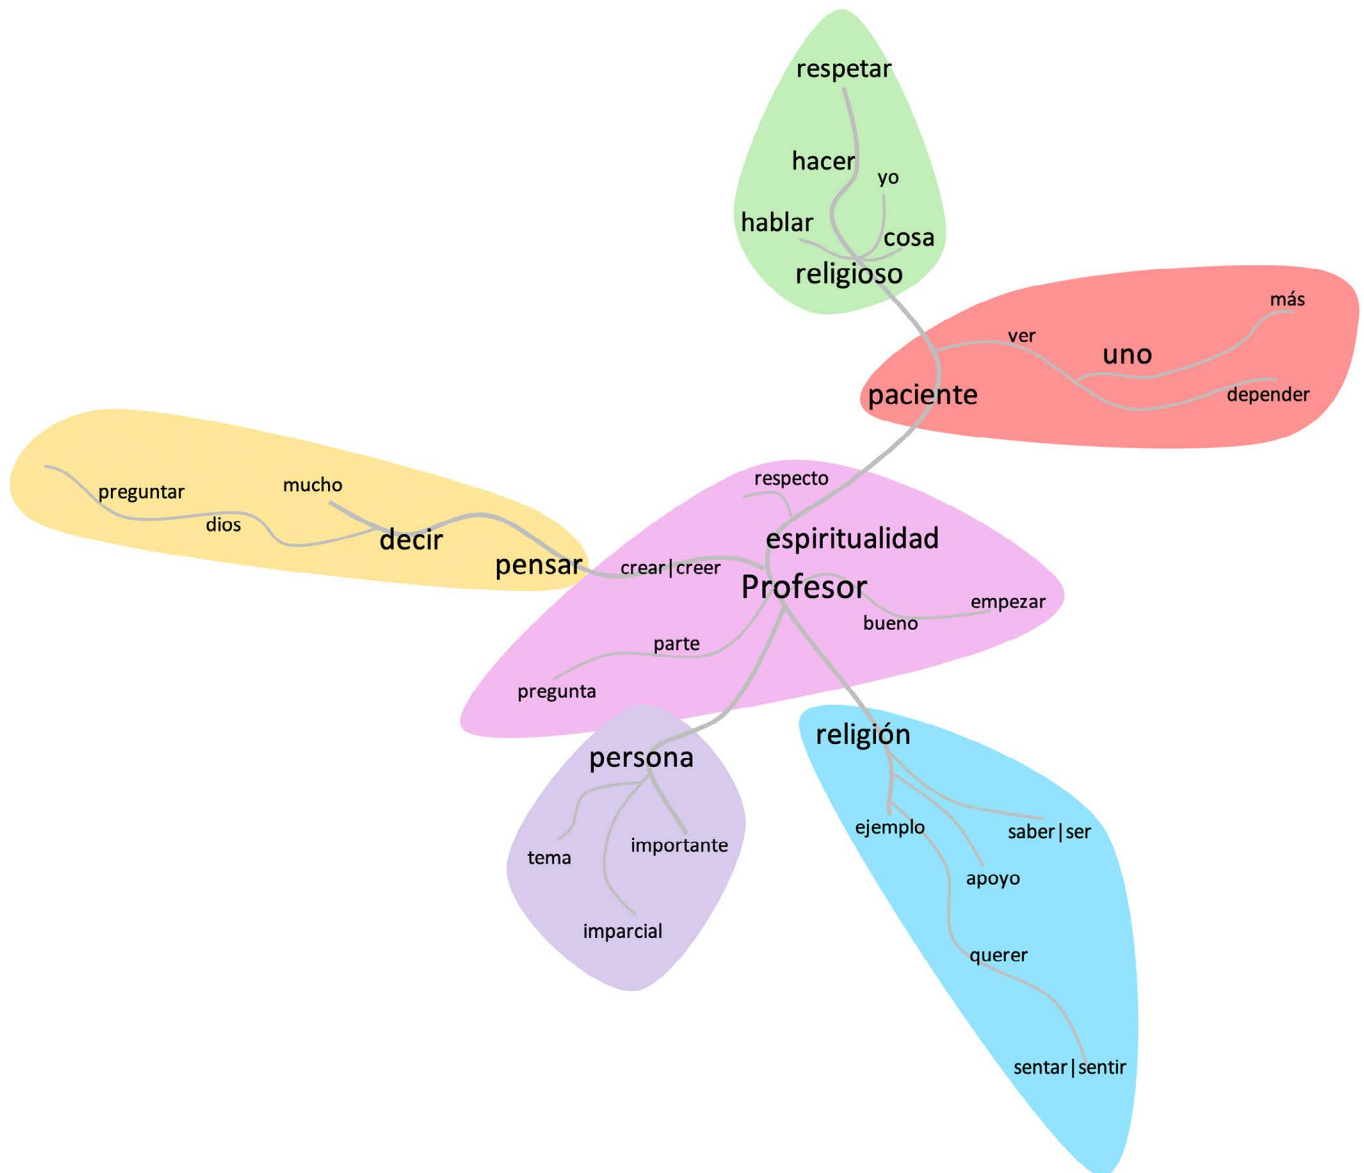 respetar
hacer
yo
hablar
cosa
religioso
más
ver
uno
paciente
depender
respecto
mucho
preguntar
dios
decir
espiritualidad
pensar
crear|creer
Profesor
empezar
bueno
parte
pregunta
religión
persona
ejemplo
saber|ser
importante
tema
apoyo
imparcial
querer
sentar|sentir